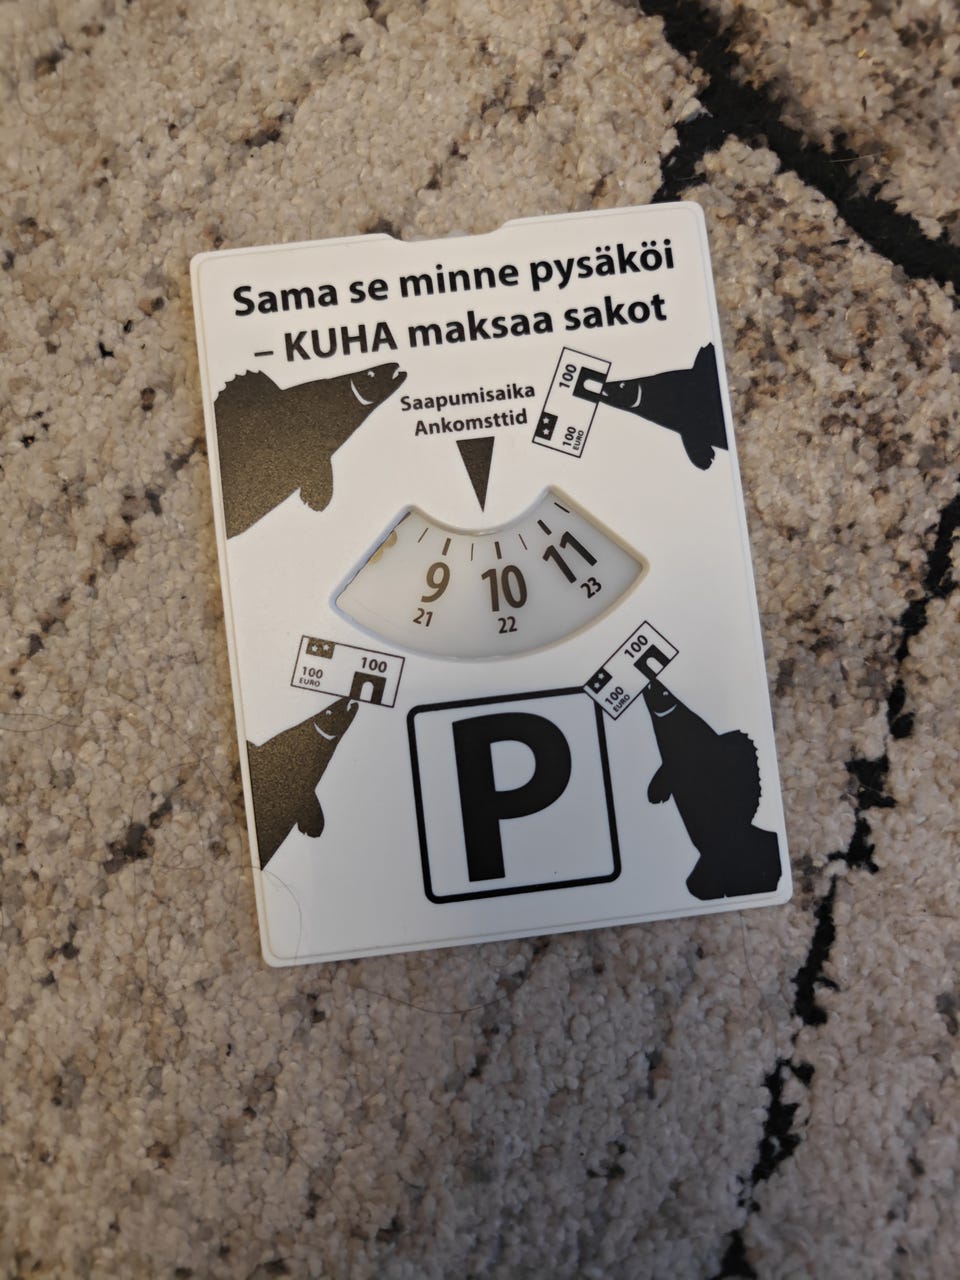 Sama se minne pysäköi
– KUHA maksaa sakot
Saapumisaika
Ankomsttid
100
100
EURO
9
10
11
21
22
23
100
100
EURO
100
100
EURO
P